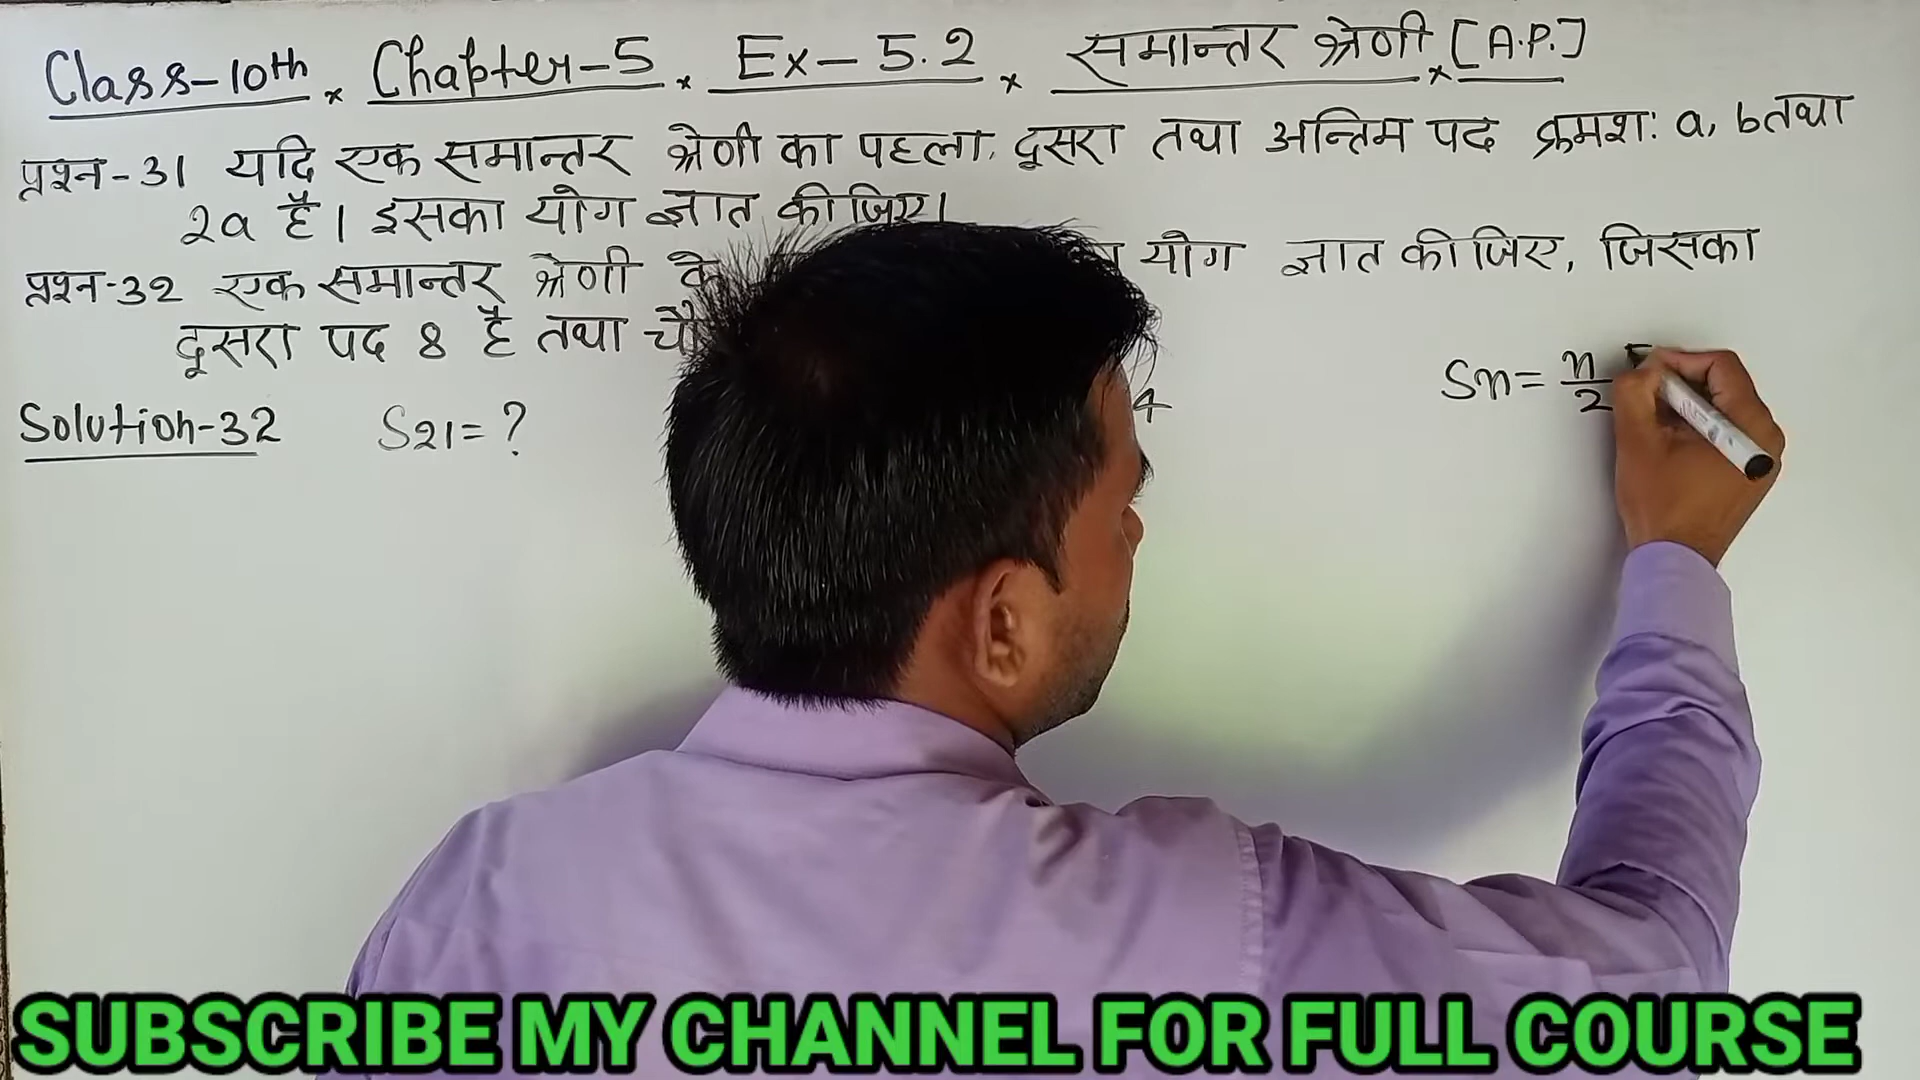 Class-10th × Chapter-5 × Ex-5.2 × समान्तर श्रेणी × [A.P.]
प्रश्न-31 यदि एक समान्तर श्रेणी का पहला, दूसरा तथा अन्तिम पद क्रमशः a, b तथा
2a है। इसका योग ज्ञात कीजिए।
प्रश्न-32 एक समान्तर श्रेणी के योग ज्ञात कीजिए, जिसका
दूसरा पद 8 है तथा
Solution-32 S21=? 4 Sn=n/2
SUBSCRIBE MY CHANNEL FOR FULL COURSE